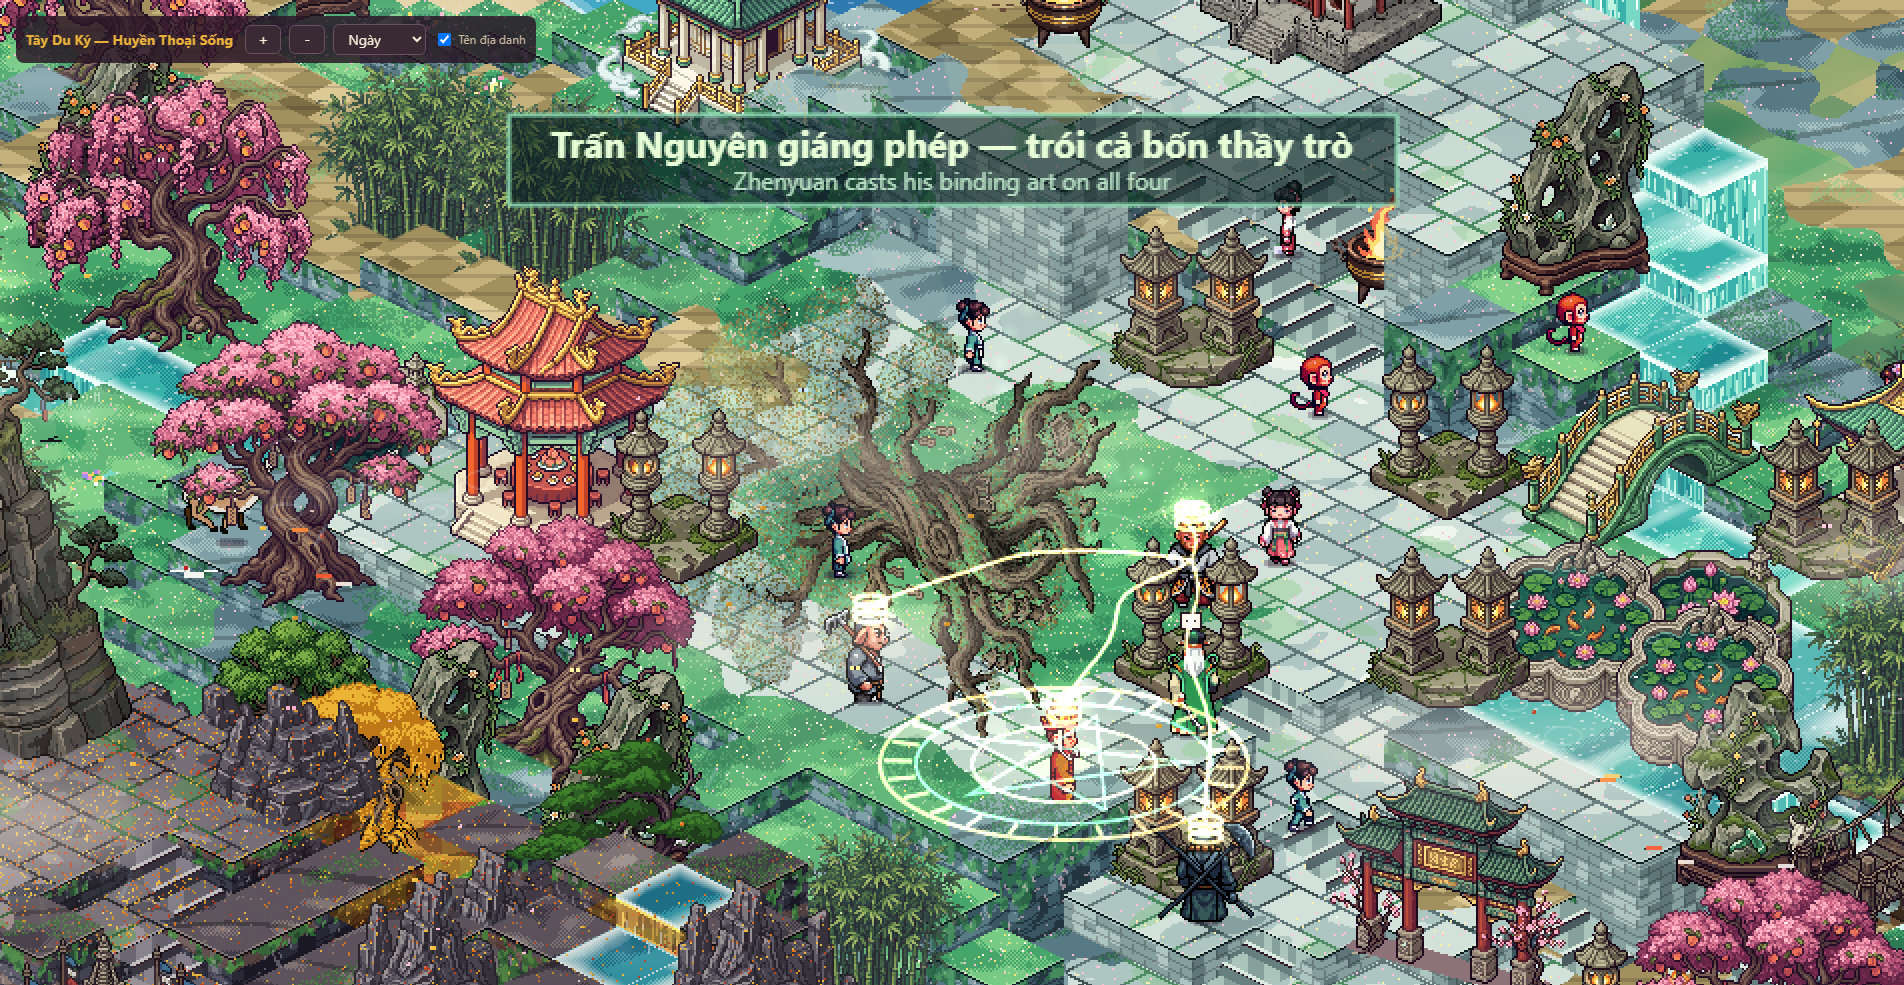 Tây Du Ký — Huyền Thoại Sống + - Ngày Tên địa danh
Trấn Nguyên giáng phép — trói cả bốn thầy trò
Zhenyuan casts his binding art on all four